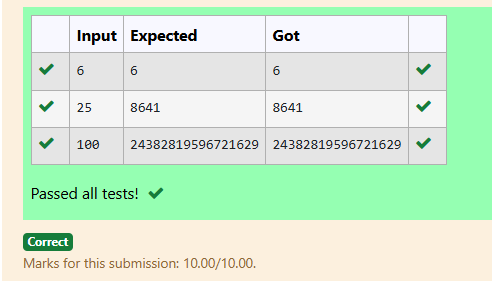 Input Expected Got
6 6 6
25 8641 8641
100 24382819596721629 24382819596721629
Passed all tests!
Correct
Marks for this submission: 10.00/10.00.